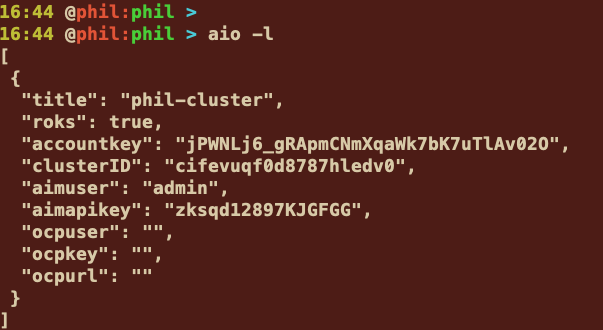 16:44 @phil:phil >
16:44 @phil:phil > aio -l
[
 {
  "title": "phil-cluster",
  "roks": true,
  "accountkey": "jPWNLj6_gRApmCNmXqaWk7bK7uTlAv02O",
  "clusterID": "cifevuqf0d8787hledv0",
  "aimuser": "admin",
  "aimapikey": "zksqd12897KJGFGG",
  "ocpuser": "",
  "ocpkey": "",
  "ocpurl": ""
 }
]